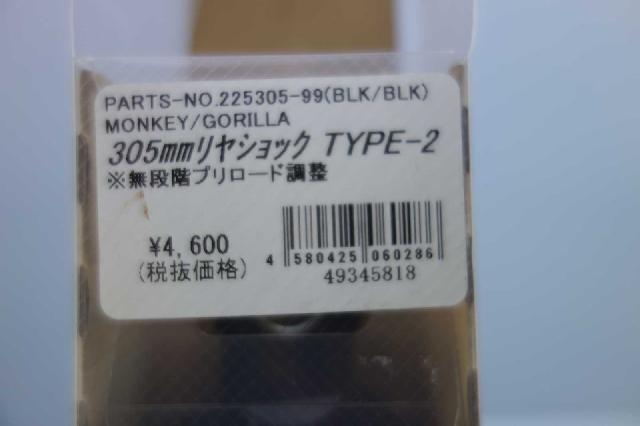 PARTS-NO.225305-99(BLK/BLK)
MONKEY/GORILLA
305mmリヤショック TYPE-2
※無段階プリロード調整
¥4,600
(税抜価格)
4 580425 060286
49345818